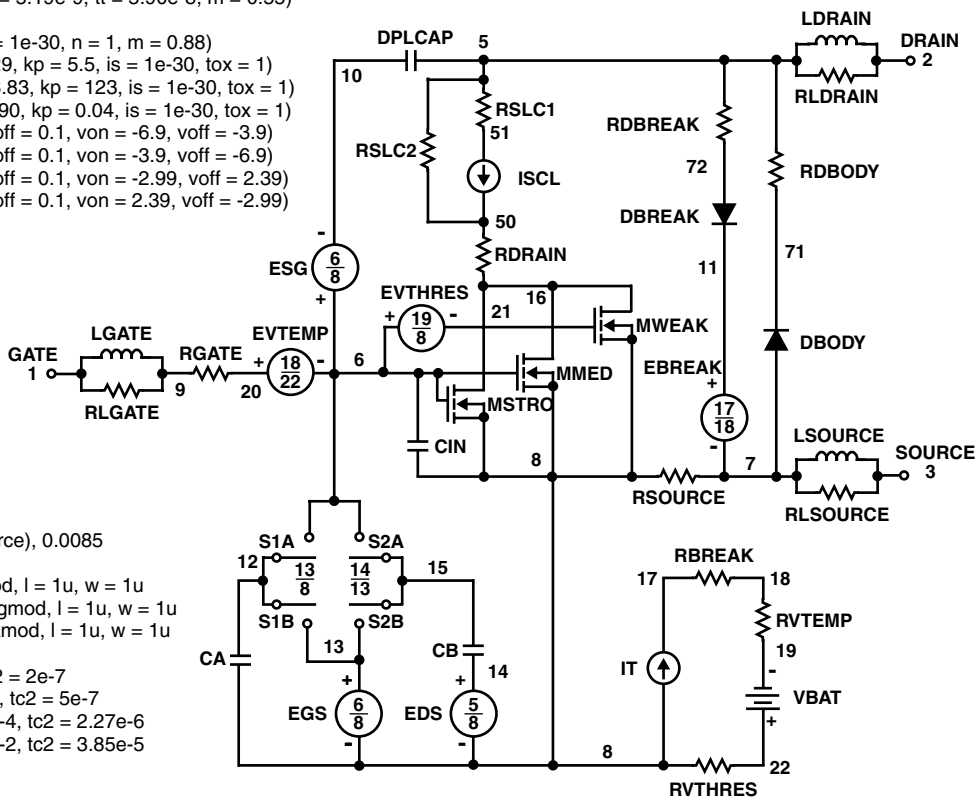 = 3.19e-9, tt = 3.90e-8, m = 0.55)
= 1e-30, n = 1, m = 0.88)
kp = 5.5, is = 1e-30, tox = 1)
kp = 123, is = 1e-30, tox = 1)
kp = 0.04, is = 1e-30, tox = 1)
off = 0.1, von = -6.9, voff = -3.9)
off = 0.1, von = -3.9, voff = -6.9)
off = 0.1, von = -2.99, voff = 2.39)
off = 0.1, von = 2.39, voff = -2.99)
LDRAIN
DPLCAP
5
DRAIN
2
10
RLDRAIN
RSLC1
51
RDBREAK
RSLC2
72
RDBODY
ISCL
DBREAK
50
71
RDRAIN
-
ESG
6
8
+
11
EVTHRES
+
19
8
-
16
21
MWEAK
LGATE
EVTEMP
DBODY
GATE
1
RGATE
+
18
22
-
6
MMED
EBREAK
+
9
20
RLGATE
MSTRO
17
18
-
LSOURCE
CIN
8
7
SOURCE
3
RSOURCE
RLSOURCE
rce), 0.0085
S1A
S2A
12
13
8
14
13
15
RBREAK
od, l = 1u, w = 1u
gmod, l = 1u, w = 1u
kmod, l = 1u, w = 1u
17
18
S1B
S2B
RVTEMP
13
CB
19
CA
14
IT
-
2 = 2e-7
VBAT
, tc2 = 5e-7
-4, tc2 = 2.27e-6
-2, tc2 = 3.85e-5
+
EGS
6
8
-
+
EDS
5
8
-
+
8
22
RVTHRES